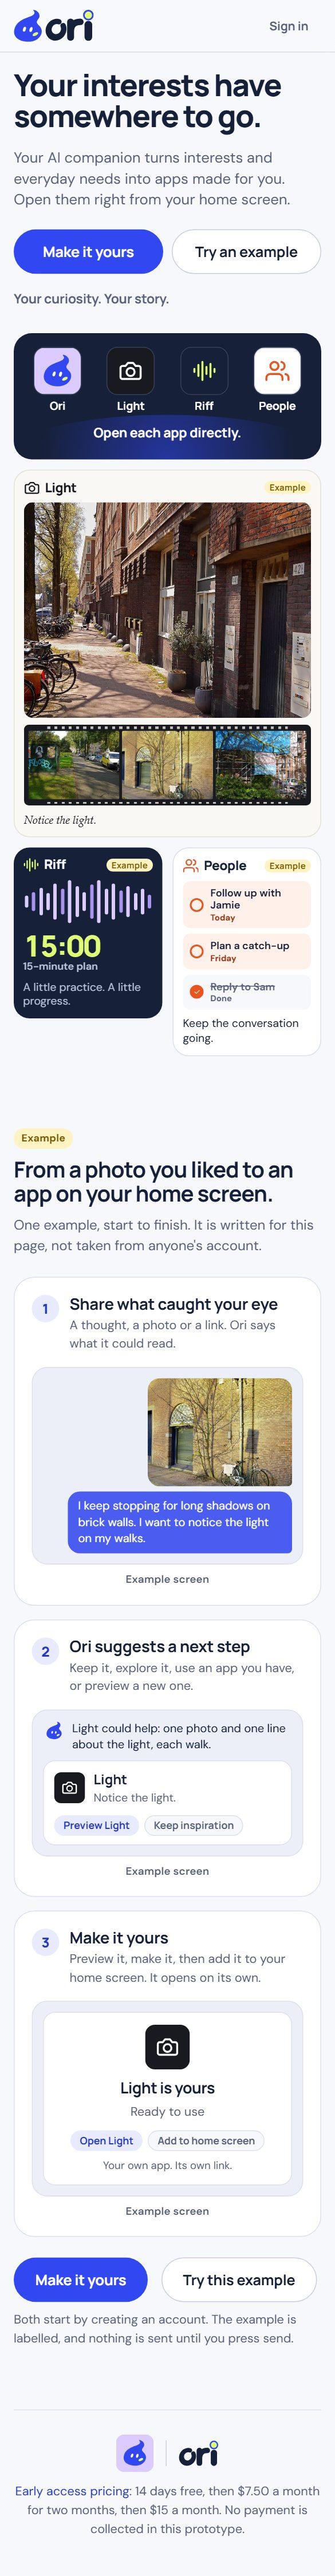 ori
Sign in
Your interests have
somewhere to go.
Your AI companion turns interests and
everyday needs into apps made for you.
Open them right from your home screen.
Make it yours
Try an example
Your curiosity. Your story.
Ori
Light
Riff
People
Open each app directly.
Light
Example
Notice the light.
Riff
Example
15:00
15-minute plan
A little practice. A little
progress.
People
Example
Follow up with
Jamie
Today
Plan a catch-up
Friday
Reply to Sam
Done
Keep the conversation
going.
Example
From a photo you liked to an
app on your home screen.
One example, start to finish. It is written for this
page, not taken from anyone's account.
1
Share what caught your eye
A thought, a photo or a link. Ori says
what it could read.
I keep stopping for long shadows on
brick walls. I want to notice the light
on my walks.
Example screen
2
Ori suggests a next step
Keep it, explore it, use an app you have,
or preview a new one.
Light could help: one photo and one line
about the light, each walk.
Light
Notice the light.
Preview Light
Keep inspiration
Example screen
3
Make it yours
Preview it, make it, then add it to your
home screen. It opens on its own.
Light is yours
Ready to use
Open Light
Add to home screen
Your own app. Its own link.
Example screen
Make it yours
Try this example
Both start by creating an account. The example is
labelled, and nothing is sent until you press send.
ori
Early access pricing: 14 days free, then $7.50 a month
for two months, then $15 a month. No payment is
collected in this prototype.